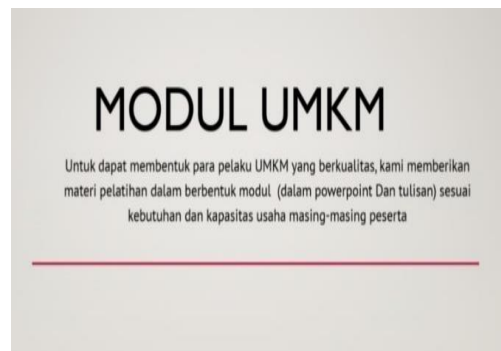 MODUL UMKM
Untuk dapat membentuk para pelaku UMKM yang berkualitas, kami memberikan
materi pelatihan dalam berbentuk modul (dalam powerpoint Dan tulisan) sesuai
kebutuhan dan kapasitas usaha masing-masing peserta